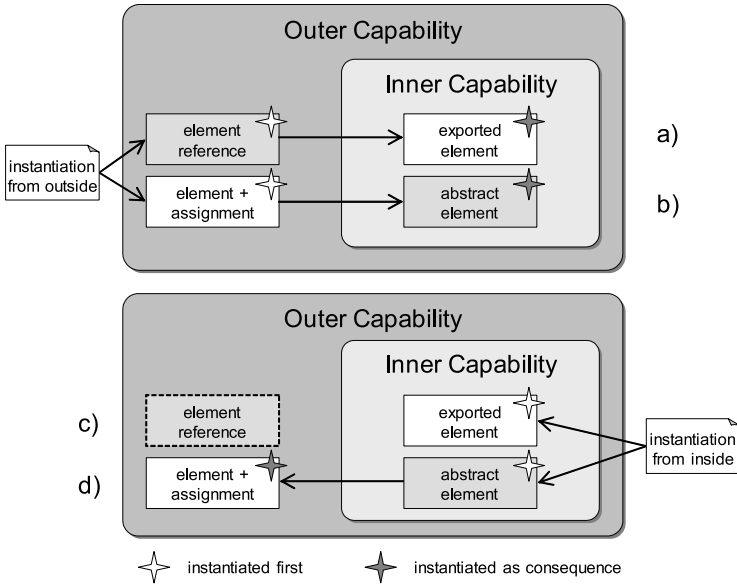 Outer Capability
Inner Capability
element
reference
exported
element
a)
instantiation
from outside
element +
assignment
abstract
element
b)
Outer Capability
Inner Capability
c)
element
reference
exported
element
instantiation
from inside
d)
element +
assignment
abstract
element
instantiated first
instantiated as consequence